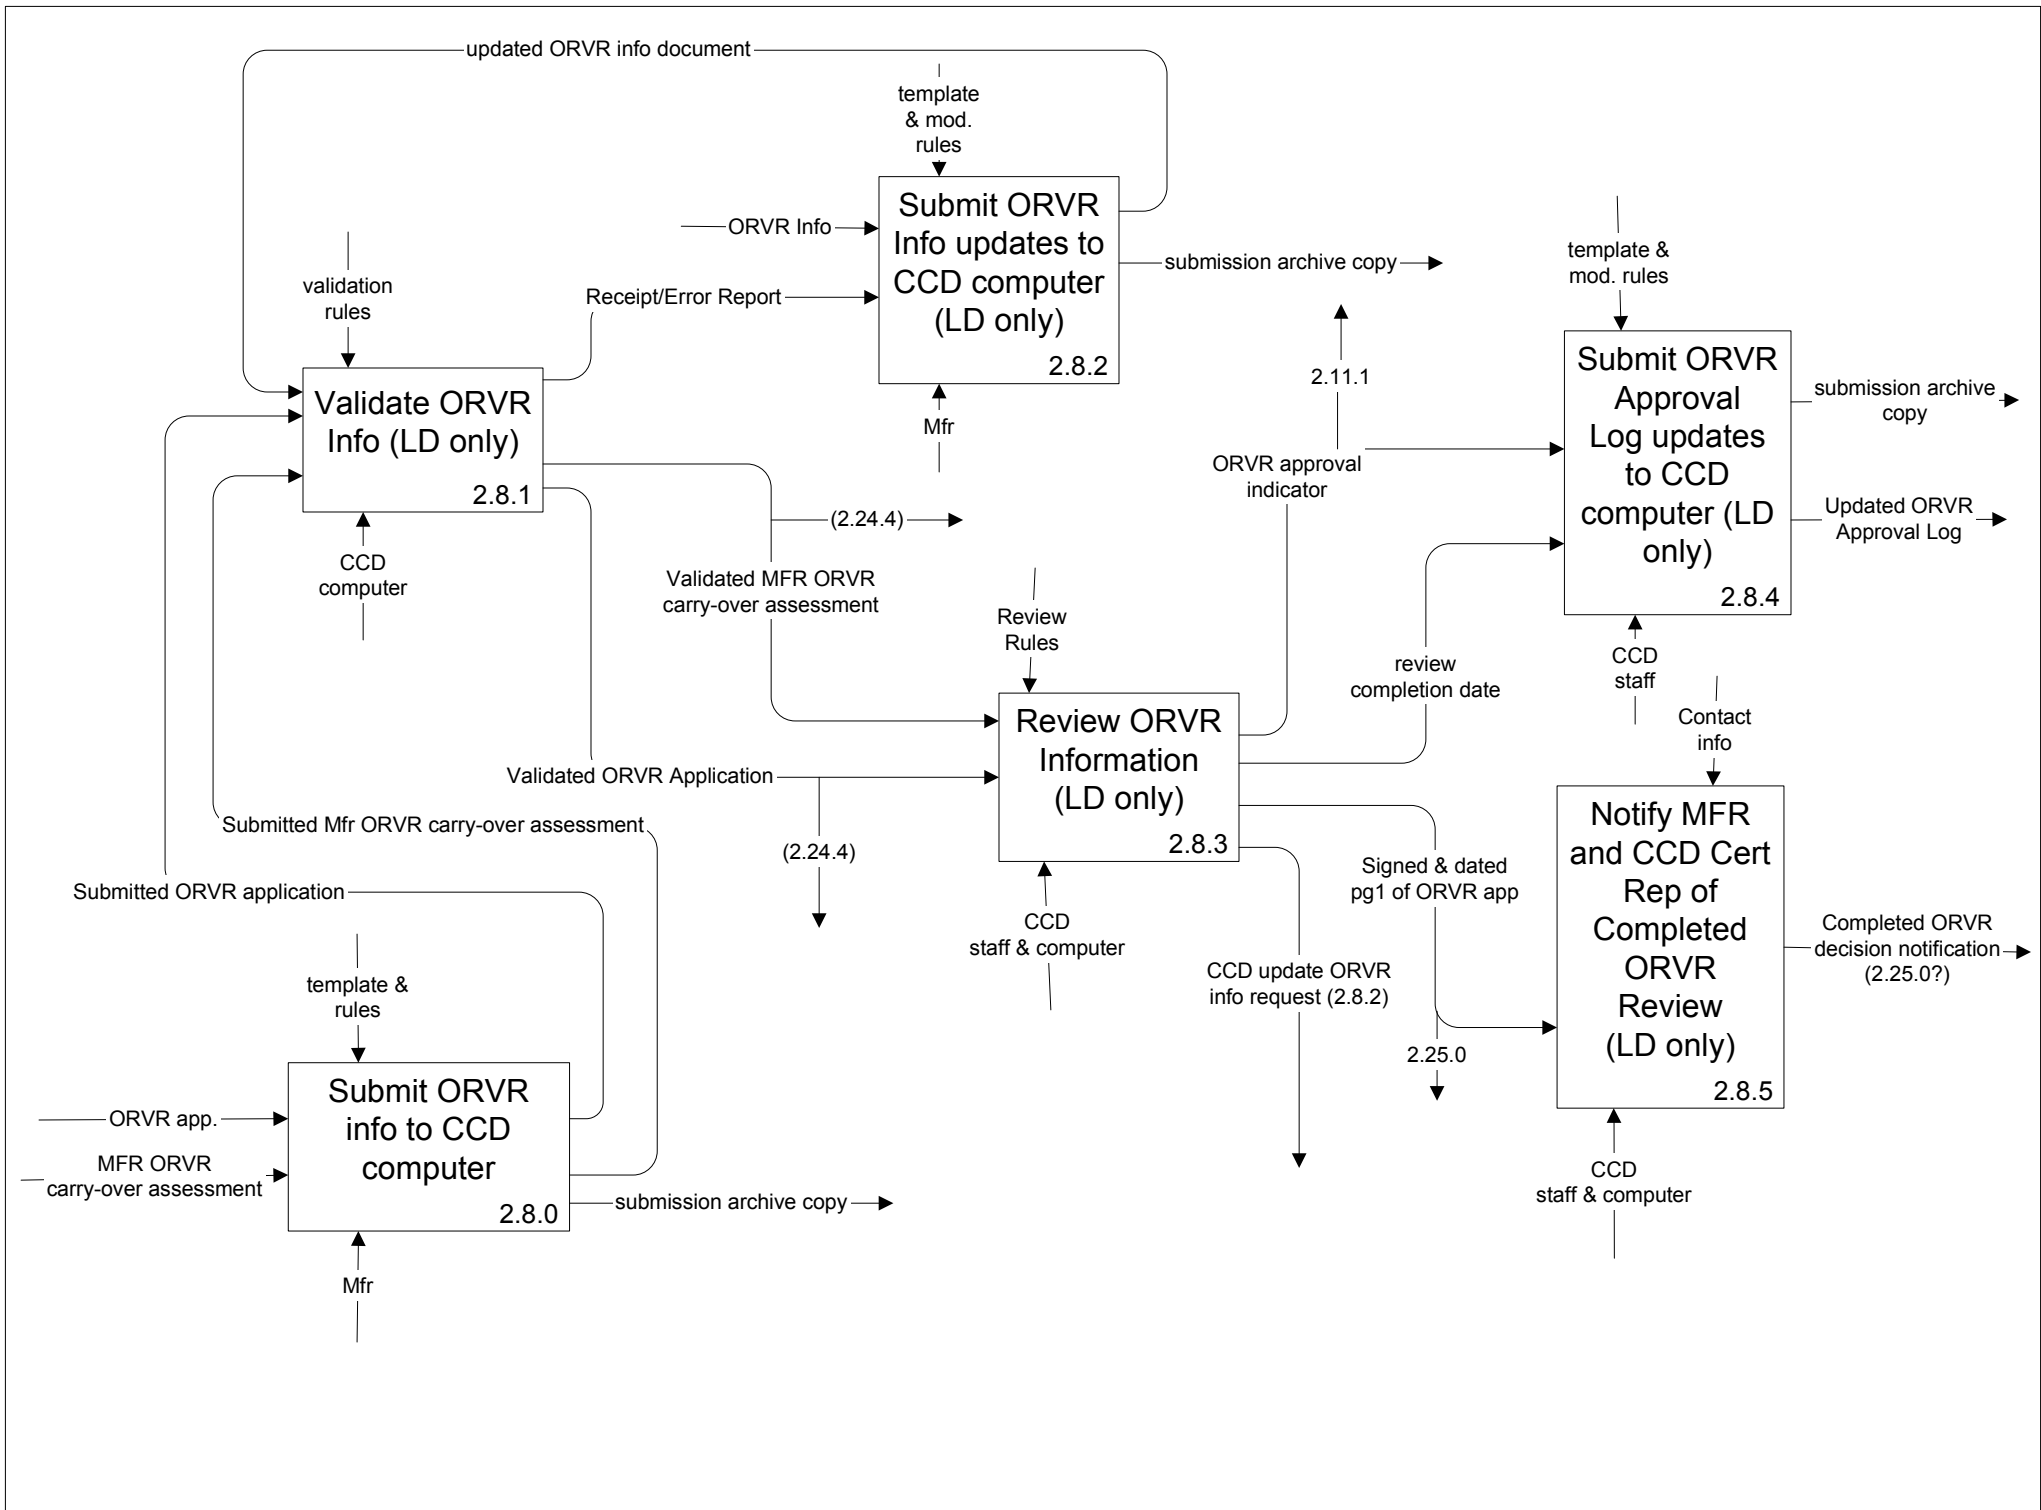 updated ORVR info document
template
& mod.
rules
Submit ORVR
Info updates to
CCD computer
(LD only)
2.8.2
ORVR Info
Receipt/Error Report
submission archive copy
Mfr
validation
rules
Validate ORVR
Info (LD only)
2.8.1
CCD
computer
(2.24.4)
Validated MFR ORVR
carry-over assessment
Validated ORVR Application
(2.24.4)
2.11.1
ORVR approval
indicator
template &
mod. rules
Submit ORVR
Approval
Log updates
to CCD
computer (LD
only)
2.8.4
submission archive
copy
Updated ORVR
Approval Log
CCD
staff
review
completion date
Review
Rules
Review ORVR
Information
(LD only)
2.8.3
CCD
staff & computer
Contact
info
Notify MFR
and CCD Cert
Rep of
Completed
ORVR
Review
(LD only)
2.8.5
Signed & dated
pg1 of ORVR app
2.25.0
CCD update ORVR
info request (2.8.2)
Completed ORVR
decision notification
(2.25.0?)
CCD
staff & computer
Submitted Mfr ORVR carry-over assessment
Submitted ORVR application
template &
rules
Submit ORVR
info to CCD
computer
2.8.0
ORVR app.
MFR ORVR
carry-over assessment
submission archive copy
Mfr